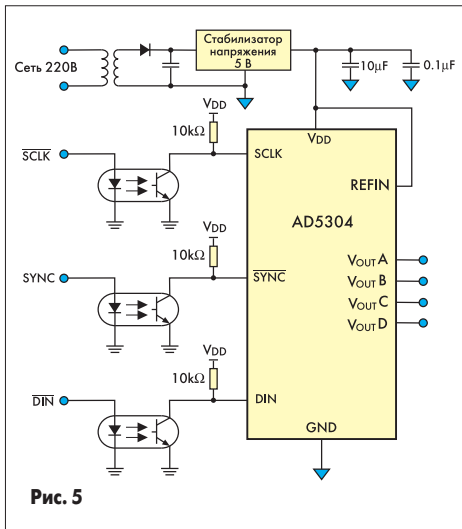 Стабилизатор
напряжения
5 В
Сеть 220В
10µF
0.1µF
VDD
10kΩ
VDD
SCLK
SCLK
REFIN
AD5304
VDD
10kΩ
SYNC
SYNC
VOUT A
VOUT B
VOUT C
VOUT D
VDD
10kΩ
DIN
DIN
GND
Рис. 5